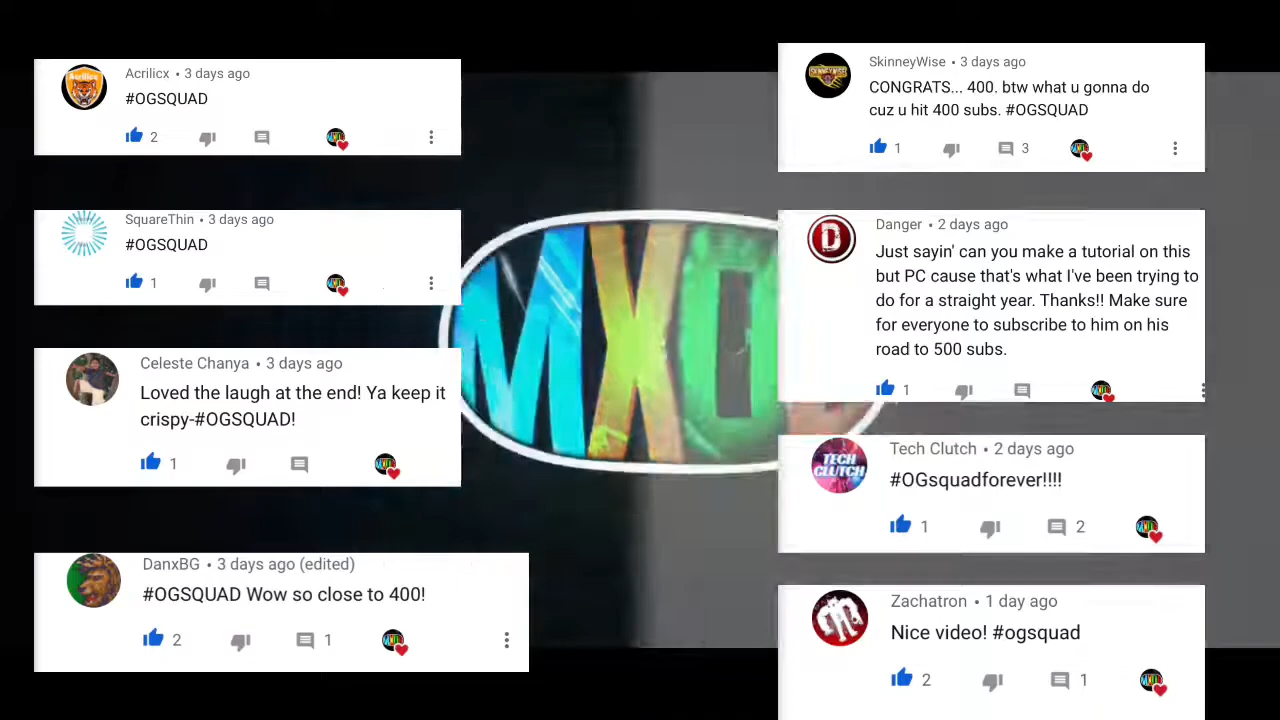 Acrilicx • 3 days ago
#OGSQUAD
2
SquareThin • 3 days ago
#OGSQUAD
1
Celeste Chanya • 3 days ago
Loved the laugh at the end! Ya keep it
crispy-#OGSQUAD!
1
DanxBG • 3 days ago (edited)
#OGSQUAD Wow so close to 400!
2 1
MXO
SkinneyWise • 3 days ago
CONGRATS... 400. btw what u gonna do
cuz u hit 400 subs. #OGSQUAD
1 3
D
Danger • 2 days ago
Just sayin' can you make a tutorial on this
but PC cause that's what I've been trying to
do for a straight year. Thanks!! Make sure
for everyone to subscribe to him on his
road to 500 subs.
1
TECH
CLUTCH
Tech Clutch • 2 days ago
#OGsquadforever!!!!
1 2
Zachatron • 1 day ago
Nice video! #ogsquad
2 1